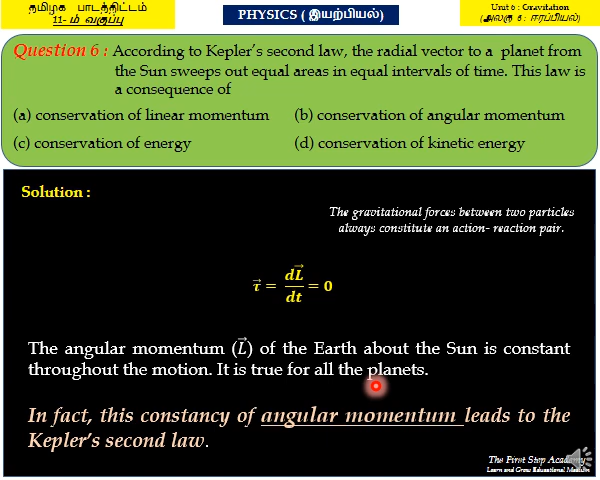 தமிழக பாடத்திட்டம்
11- ம் வகுப்பு
PHYSICS ( இயற்பியல்)
Unit 6 : Gravitation
(அலகு 6 : ஈர்ப்பியல்)
Question 6 : According to Kepler's second law, the radial vector to a planet from
the Sun sweeps out equal areas in equal intervals of time. This law is
a consequence of
(a) conservation of linear momentum (b) conservation of angular momentum
(c) conservation of energy (d) conservation of kinetic energy
Solution :
The gravitational forces between two particles
always constitute an action- reaction pair.
τ⃗ = dL⃗/dt = 0
The angular momentum (L⃗) of the Earth about the Sun is constant
throughout the motion. It is true for all the planets.
In fact, this constancy of angular momentum leads to the
Kepler's second law.
The First Step Academy
Learn and Grow Educational Medium